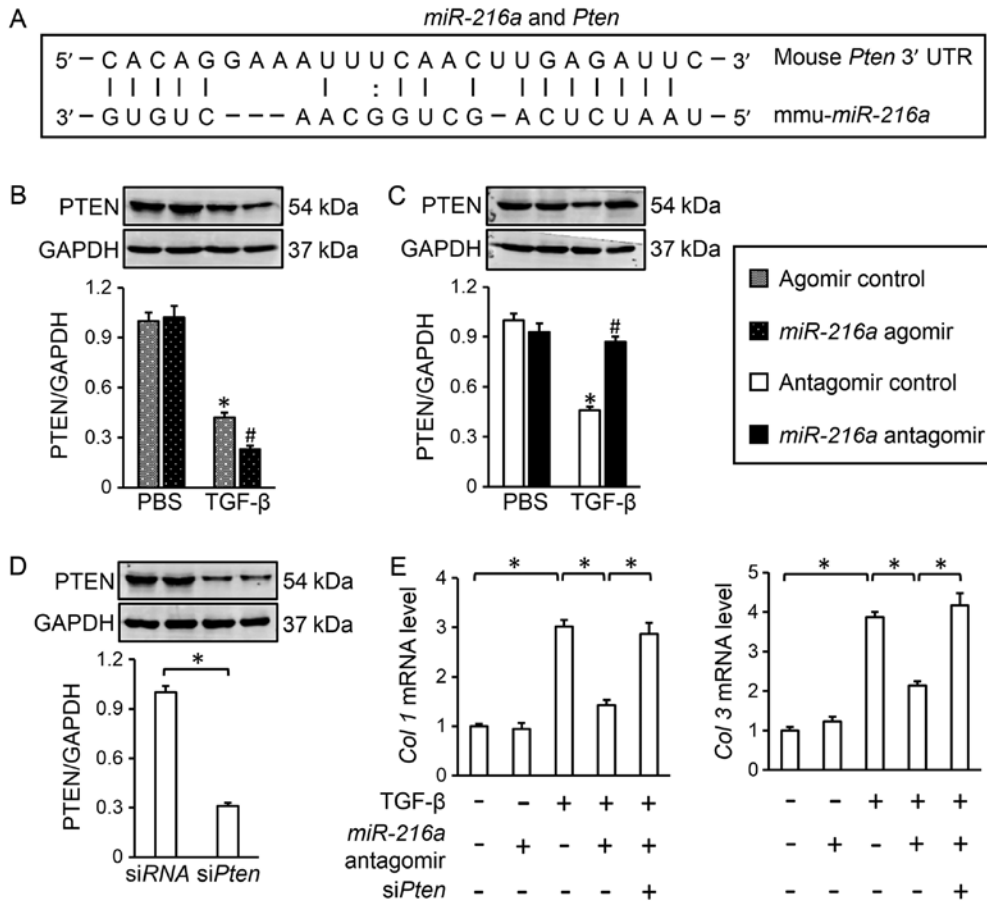 A
miR-216a and Pten
5′ – C A C A G G A A A U U U C A A C U U G A G A U U C – 3′ Mouse Pten 3′ UTR
| | | | | | : | | | | | | | | | |
3′ – G U G U C – – – A A C G G U C G – A C U C U A A U – 5′ mmu-miR-216a
B
PTEN 54 kDa
GAPDH 37 kDa
PTEN/GAPDH
1.2
0.9
0.6
0.3
0
*
#
PBS TGF-β
C
PTEN 54 kDa
GAPDH 37 kDa
PTEN/GAPDH
1.2
0.9
0.6
0.3
0
*
#
PBS TGF-β
Agomir control
miR-216a agomir
Antagomir control
miR-216a antagomir
D
PTEN 54 kDa
GAPDH 37 kDa
PTEN/GAPDH
1.2
0.9
0.6
0.3
0
*
siRNA siPten
E
Col 1 mRNA level
4
3
2
1
0
* * *
Col 3 mRNA level
5
4
3
2
1
0
* * *
TGF-β - - + + + - - + + +
miR-216a
antagomir - + - + + - + - + +
siPten - - - - + - - - - +